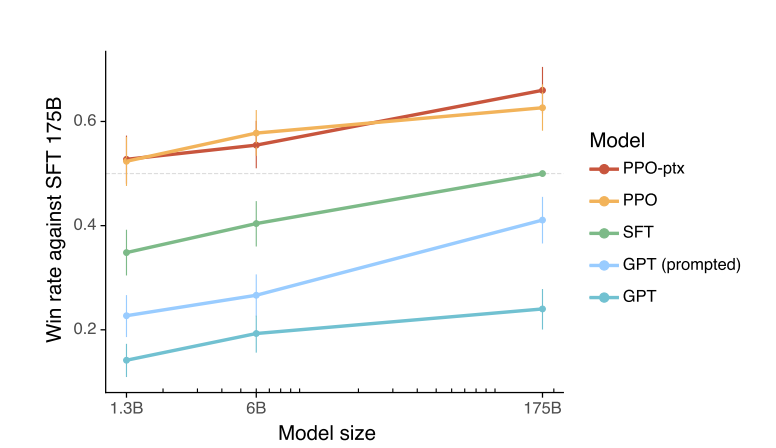 Win rate against SFT 175B
0.6
0.4
0.2
1.3B
6B
175B
Model size
Model
PPO-ptx
PPO
SFT
GPT (prompted)
GPT